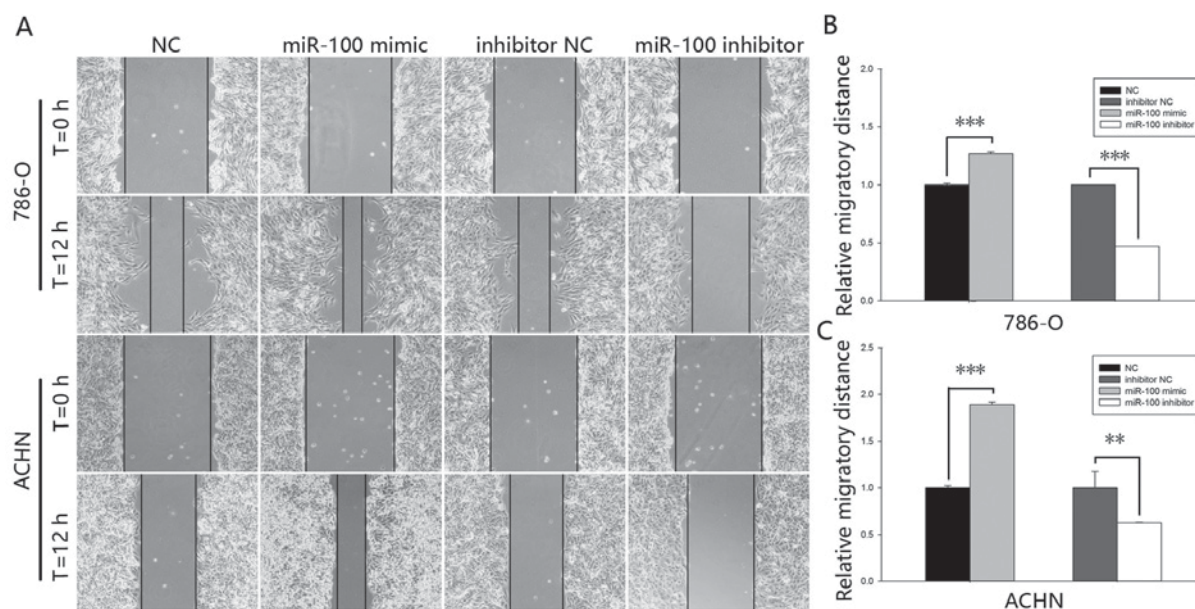 A
NC miR-100 mimic inhibitor NC miR-100 inhibitor
786-O
T=0 h
T=12 h
ACHN
T=0 h
T=12 h
B
Relative migratory distance
2.0
1.5
1.0
0.5
0.0
NC
inhibitor NC
miR-100 mimic
miR-100 inhibitor
***
***
786-O
C
Relative migratory distance
2.5
2.0
1.5
1.0
0.5
0.0
NC
inhibitor NC
miR-100 mimic
miR-100 inhibitor
***
**
ACHN